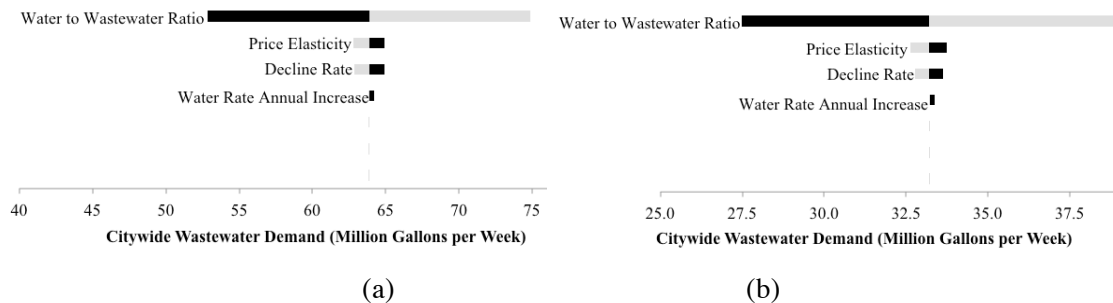 Water to Wastewater Ratio
Price Elasticity
Decline Rate
Water Rate Annual Increase
40 45 50 55 60 65 70 75
Citywide Wastewater Demand (Million Gallons per Week)
(a)
Water to Wastewater Ratio
Price Elasticity
Decline Rate
Water Rate Annual Increase
25.0 27.5 30.0 32.5 35.0 37.5
Citywide Wastewater Demand (Million Gallons per Week)
(b)